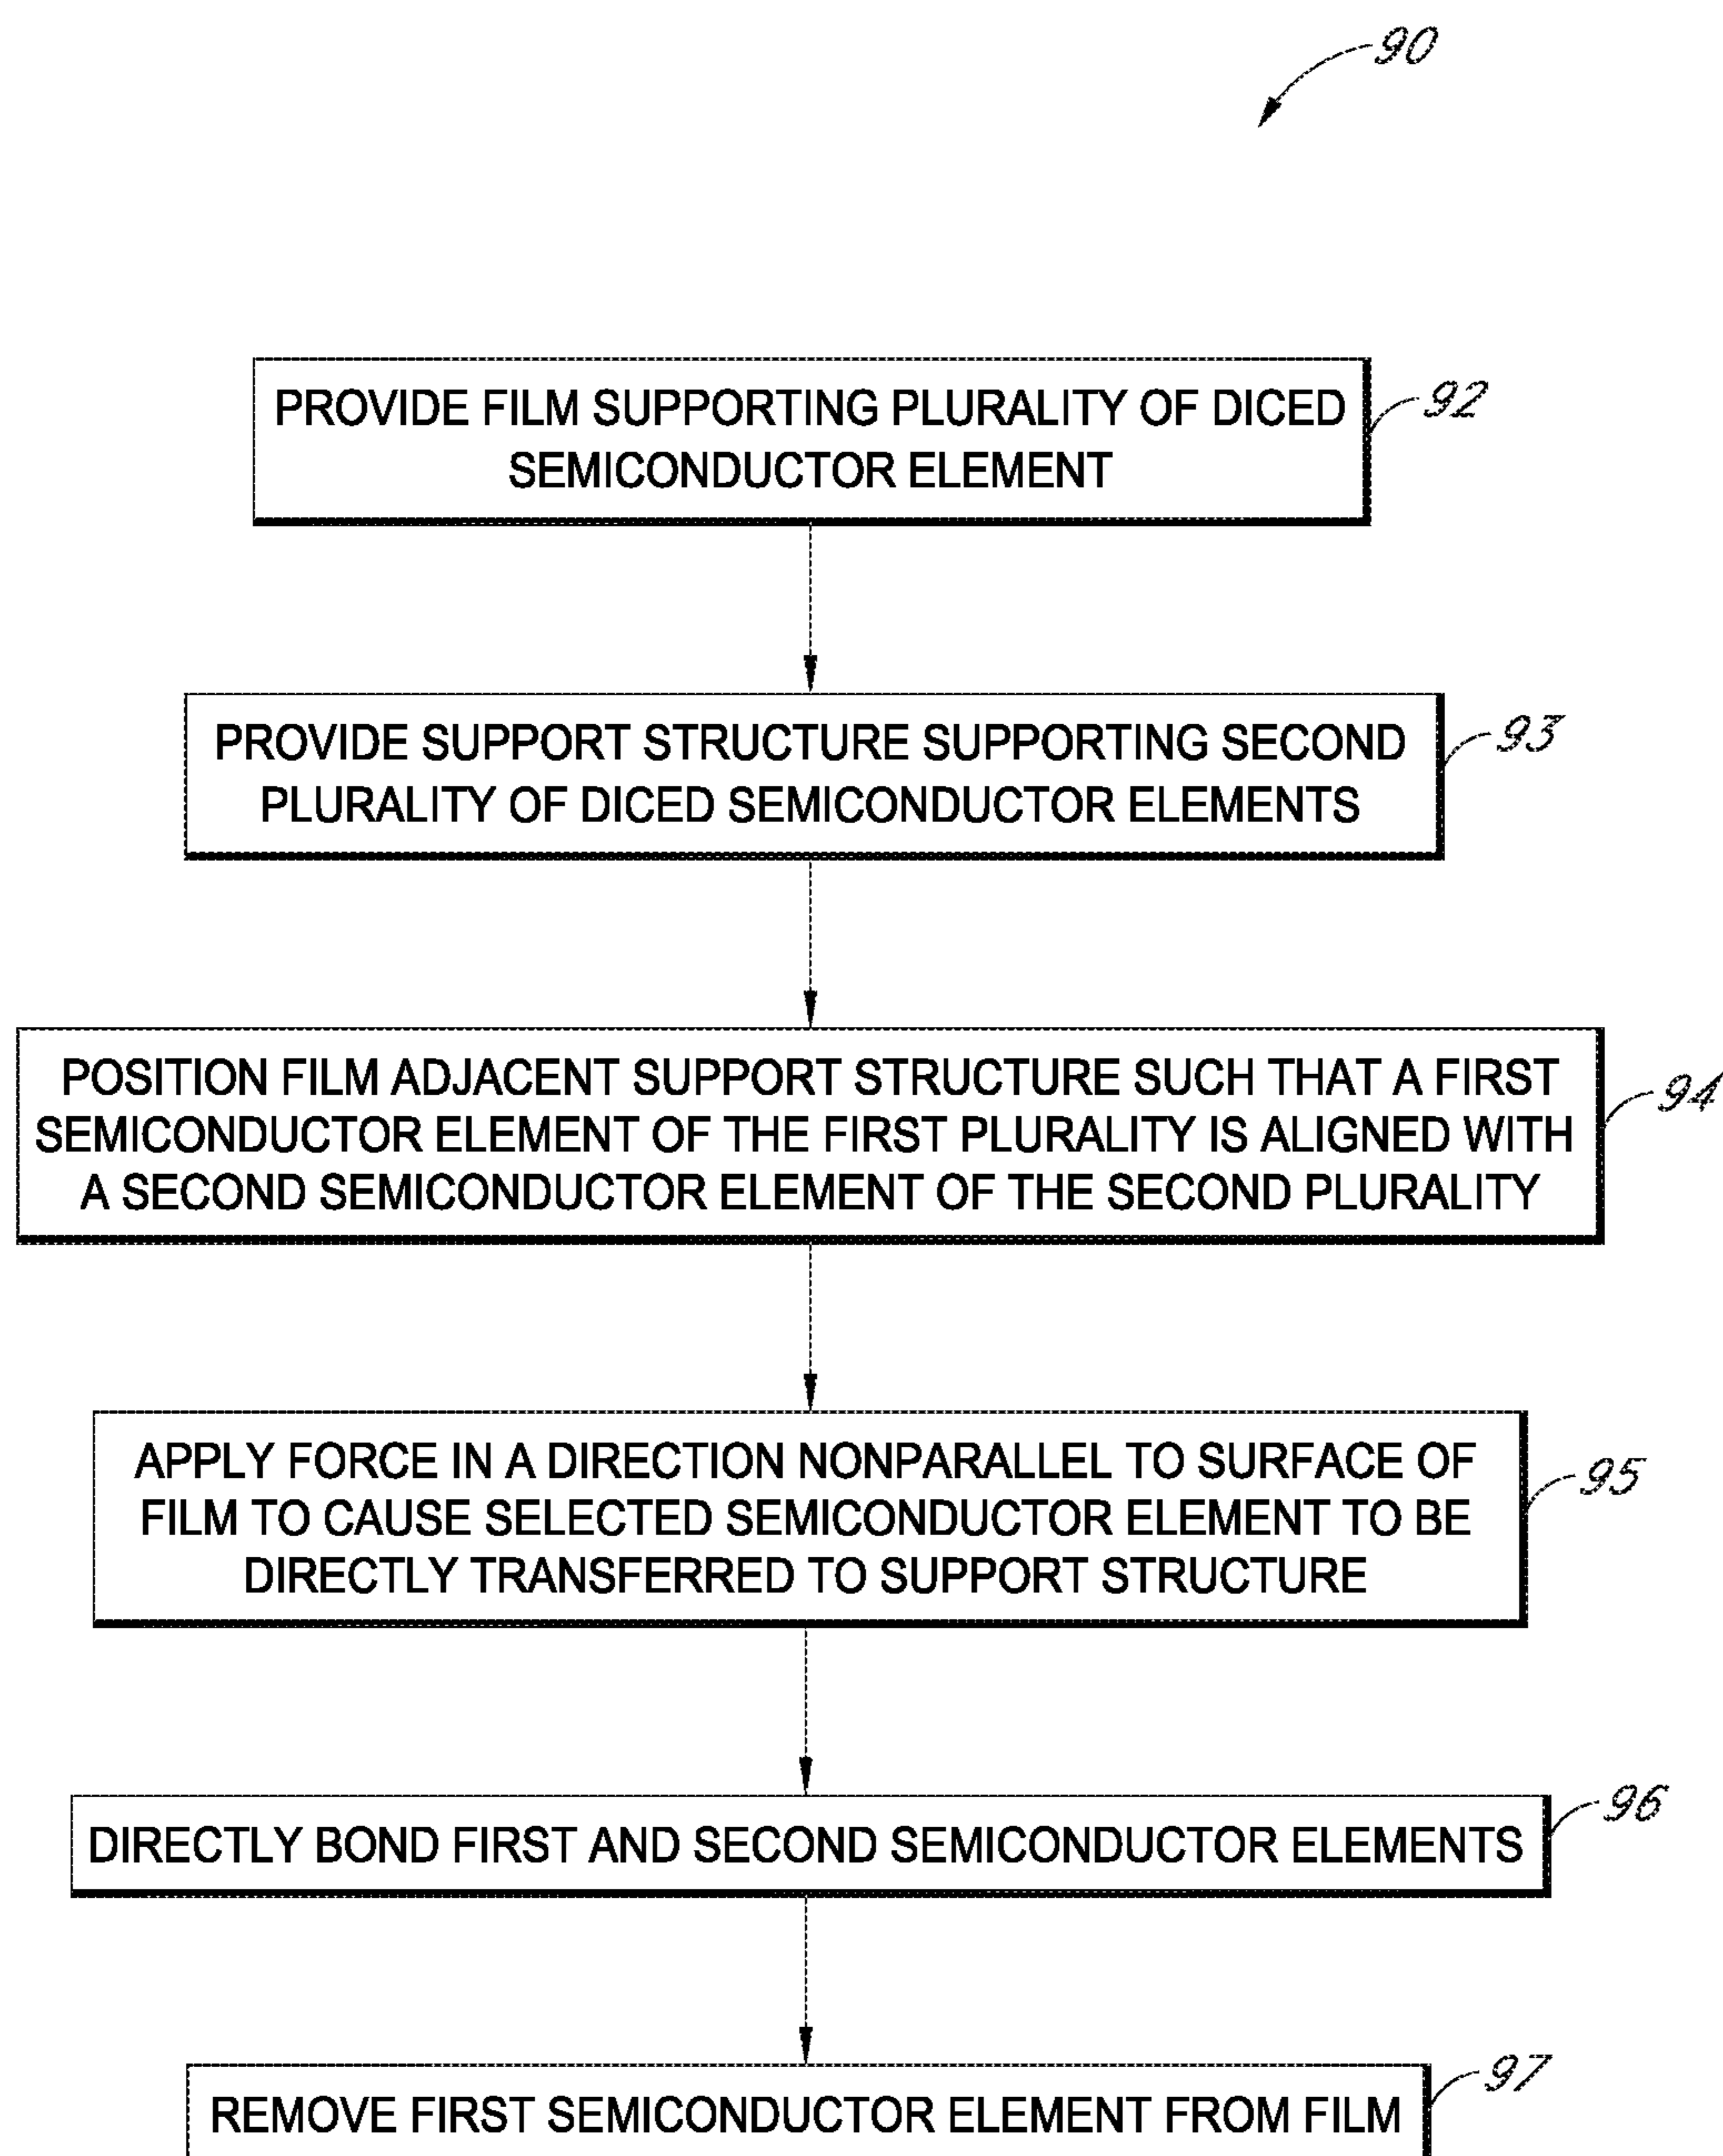 90
PROVIDE FILM SUPPORTING PLURALITY OF DICED
SEMICONDUCTOR ELEMENT
92
PROVIDE SUPPORT STRUCTURE SUPPORTING SECOND
PLURALITY OF DICED SEMICONDUCTOR ELEMENTS
93
POSITION FILM ADJACENT SUPPORT STRUCTURE SUCH THAT A FIRST
SEMICONDUCTOR ELEMENT OF THE FIRST PLURALITY IS ALIGNED WITH
A SECOND SEMICONDUCTOR ELEMENT OF THE SECOND PLURALITY
94
APPLY FORCE IN A DIRECTION NONPARALLEL TO SURFACE OF
FILM TO CAUSE SELECTED SEMICONDUCTOR ELEMENT TO BE
DIRECTLY TRANSFERRED TO SUPPORT STRUCTURE
95
DIRECTLY BOND FIRST AND SECOND SEMICONDUCTOR ELEMENTS
96
REMOVE FIRST SEMICONDUCTOR ELEMENT FROM FILM
97